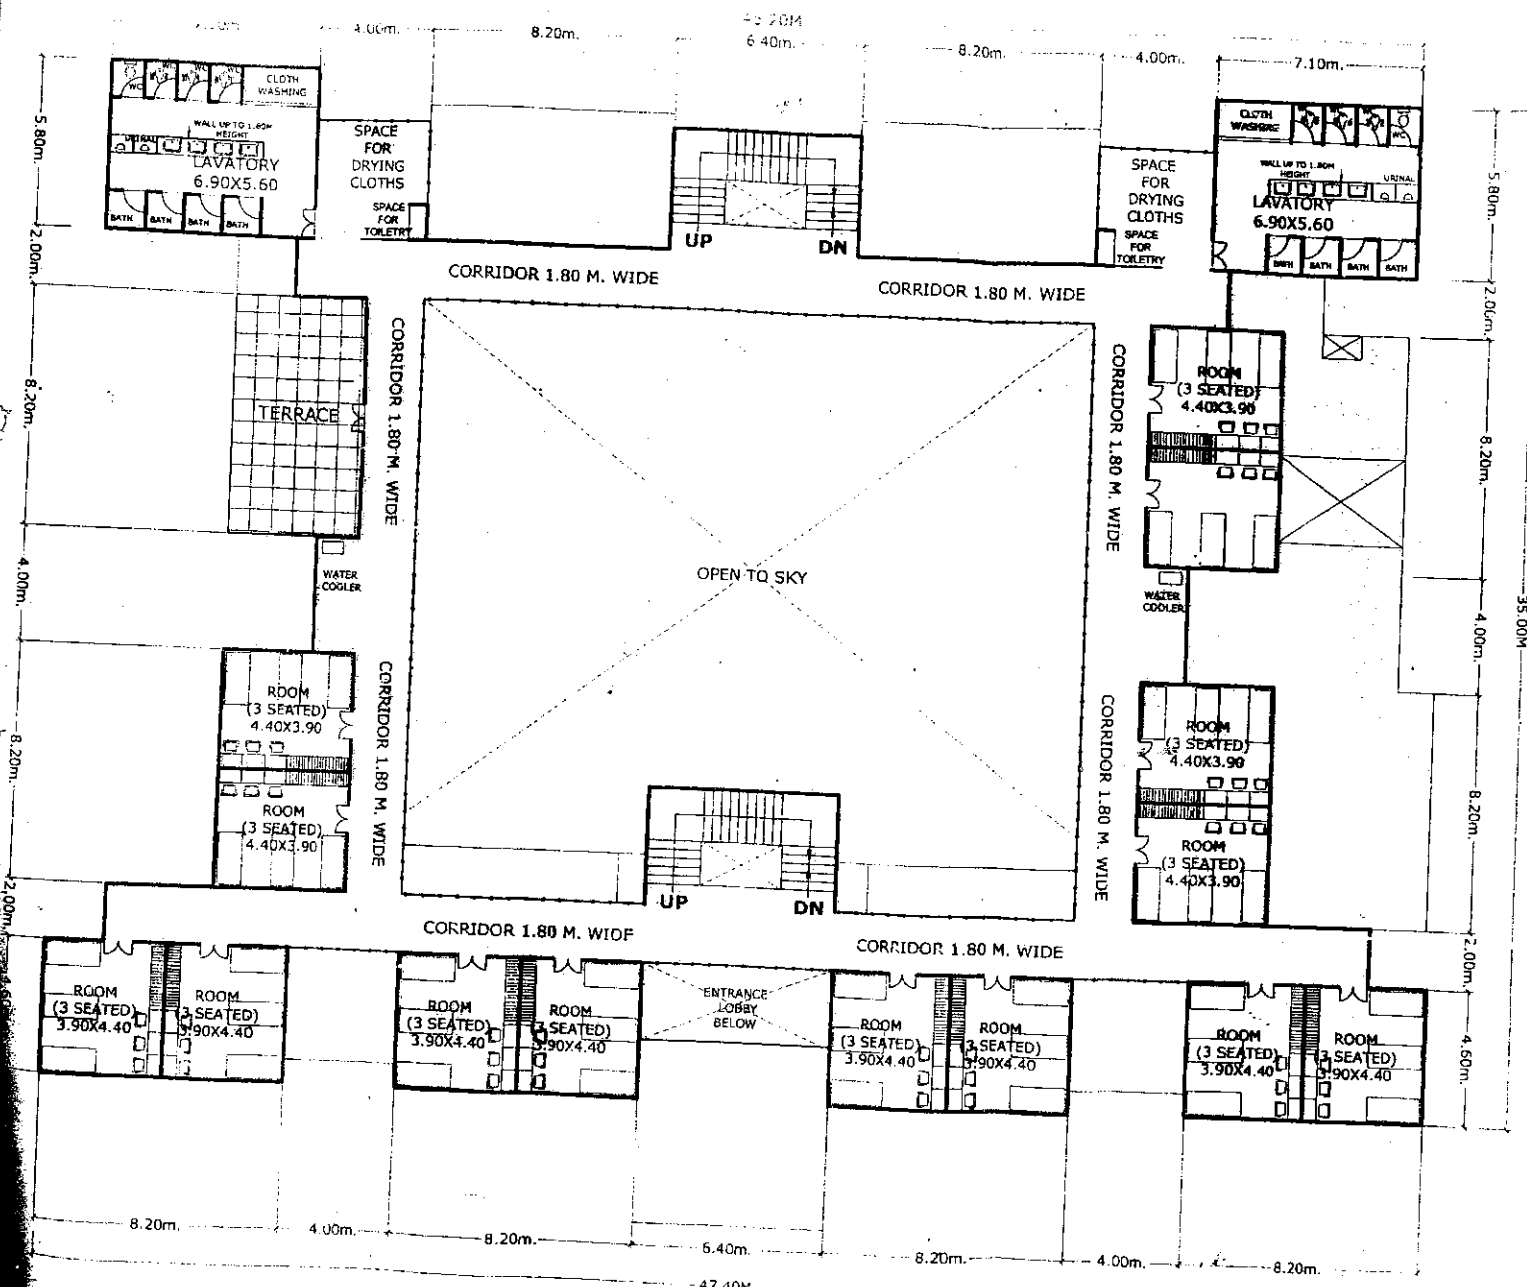 4.00m.
8.20m.
6.40m.
8.20m.
4.00m.
7.10m.
CLOTH
WASHING
WC
WALL UP TO 1.80M
HEIGHT
URINAL
LAVATORY
6.90X5.60
BATH
BATH
BATH
BATH
5.80m.
2.00m.
SPACE
FOR
DRYING
CLOTHS
SPACE
FOR
TOILETRY
UP
DN
SPACE
FOR
DRYING
CLOTHS
SPACE
FOR
TOILETRY
CLOTH
WASHING
WC
WALL UP TO 1.80M
HEIGHT
URINAL
LAVATORY
6.90X5.60
BATH
BATH
BATH
BATH
5.80m.
2.00m.
CORRIDOR 1.80 M. WIDE
CORRIDOR 1.80 M. WIDE
8.20m.
TERRACE
CORRIDOR 1.80 M. WIDE
CORRIDOR 1.80 M. WIDE
ROOM
(3 SEATED)
4.40X3.90
8.20m.
WATER
COOLER
4.00m.
OPEN TO SKY
WATER
COOLER
4.00m.
35.00M
ROOM
(3 SEATED)
4.40X3.90
ROOM
(3 SEATED)
4.40X3.90
8.20m.
CORRIDOR 1.80 M. WIDE
CORRIDOR 1.80 M. WIDE
ROOM
(3 SEATED)
4.40X3.90
ROOM
(3 SEATED)
4.40X3.90
8.20m.
2.00m.
UP
DN
CORRIDOR 1.80 M. WIDE
CORRIDOR 1.80 M. WIDE
2.00m.
ROOM
(3 SEATED)
3.90X4.40
ROOM
(3 SEATED)
3.90X4.40
ROOM
(3 SEATED)
3.90X4.40
ROOM
(3 SEATED)
3.90X4.40
ENTRANCE
LOBBY
BELOW
ROOM
(3 SEATED)
3.90X4.40
ROOM
(3 SEATED)
3.90X4.40
ROOM
(3 SEATED)
3.90X4.40
ROOM
(3 SEATED)
3.90X4.40
4.60m.
8.20m.
4.00m.
8.20m.
6.40m.
8.20m.
4.00m.
8.20m.
47.40M